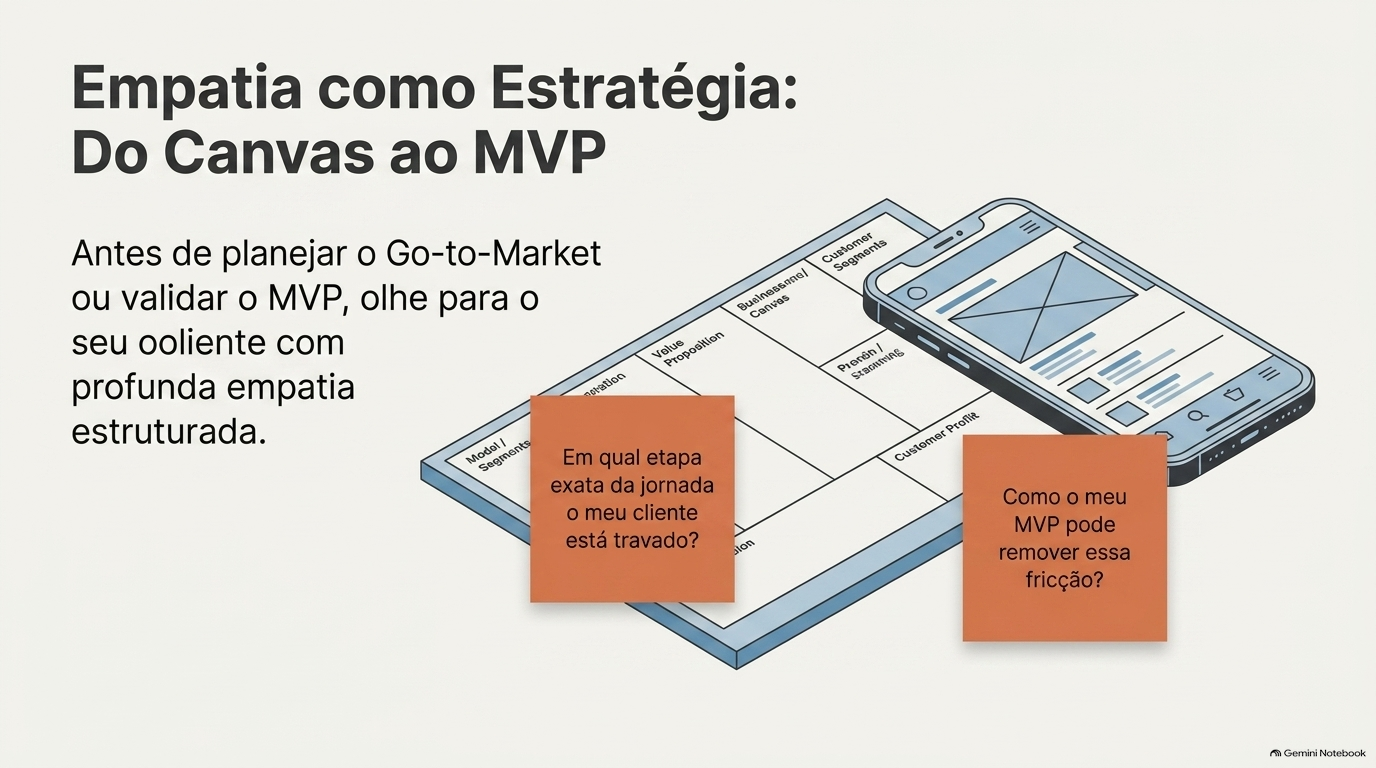 Empatia como Estratégia:
Do Canvas ao MVP
Antes de planejar o Go-to-Market
ou validar o MVP, olhe para o
seu ooliente com
profunda empatia
estruturada.
Customer
Segments
Canvas
Value
Proposition
Model /
Segments
Customer
Em qual etapa
exata da jornada
o meu cliente
está travado?
Como o meu
MVP pode
remover essa
fricção?
Gemini Notebook